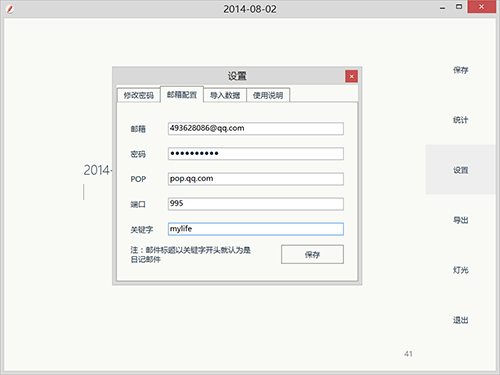 2014-08-02
设置
修改密码 邮箱配置 导入数据 使用说明
邮箱 493628086@qq.com
密码 ●●●●●●●●●●
POP pop.qq.com
端口 995
关键字 mylife
注：邮件标题以关键字开头就认为是
日记邮件
保存
2014-
保存
统计
设置
导出
灯光
退出
41